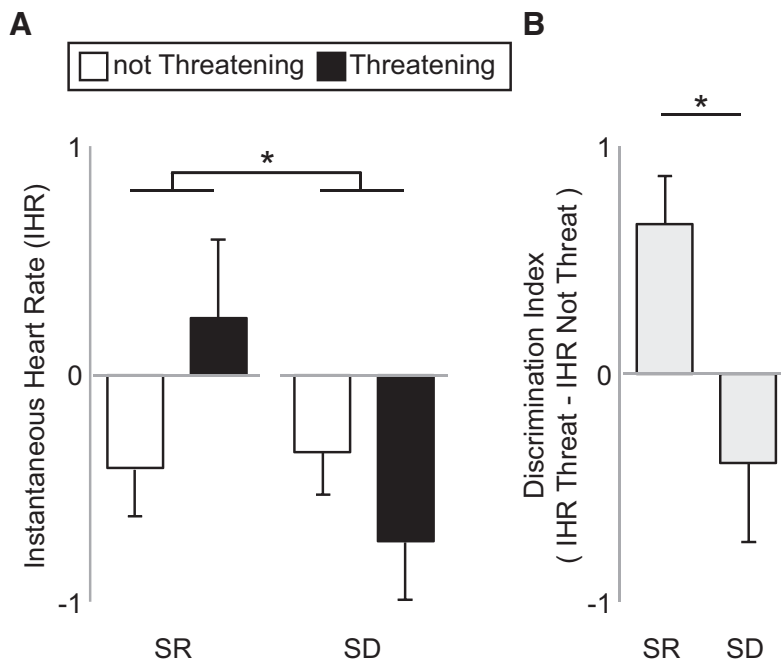 A
not Threatening Threatening
Instantaneous Heart Rate (IHR)
1
0
-1
*
SR
SD
B
Discrimination Index
( IHR Threat - IHR Not Threat )
1
0
-1
*
SR
SD